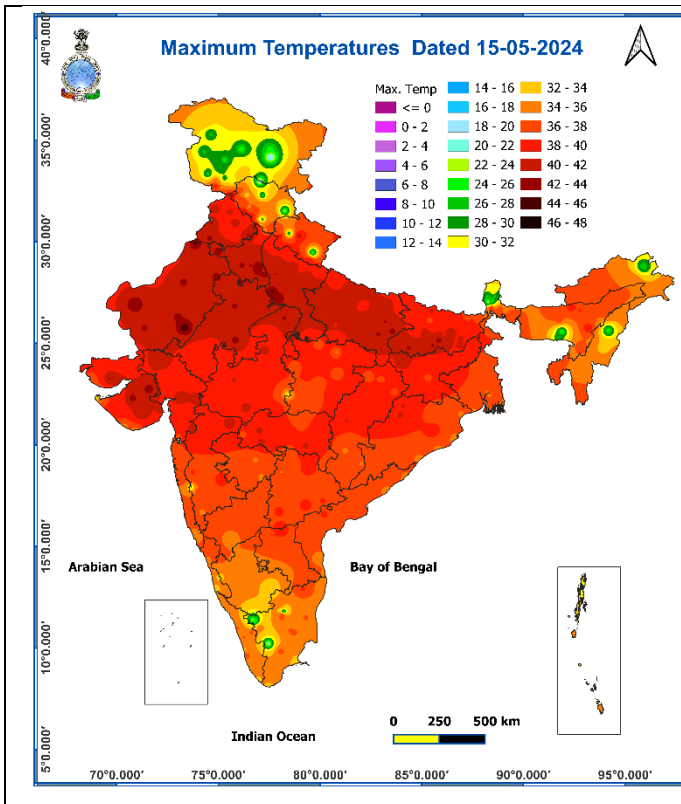 Maximum Temperatures Dated 15-05-2024
Max. Temp
<= 0
0 - 2
2 - 4
4 - 6
6 - 8
8 - 10
10 - 12
12 - 14
14 - 16
16 - 18
18 - 20
20 - 22
22 - 24
24 - 26
26 - 28
28 - 30
30 - 32
32 - 34
34 - 36
36 - 38
38 - 40
40 - 42
42 - 44
44 - 46
46 - 48
40°0.000'
35°0.000'
30°0.000'
25°0.000'
20°0.000'
15°0.000'
10°0.000'
5°0.000'
Arabian Sea
Bay of Bengal
Indian Ocean
0 250 500 km
70°0.000' 75°0.000' 80°0.000' 85°0.000' 90°0.000' 95°0.000'